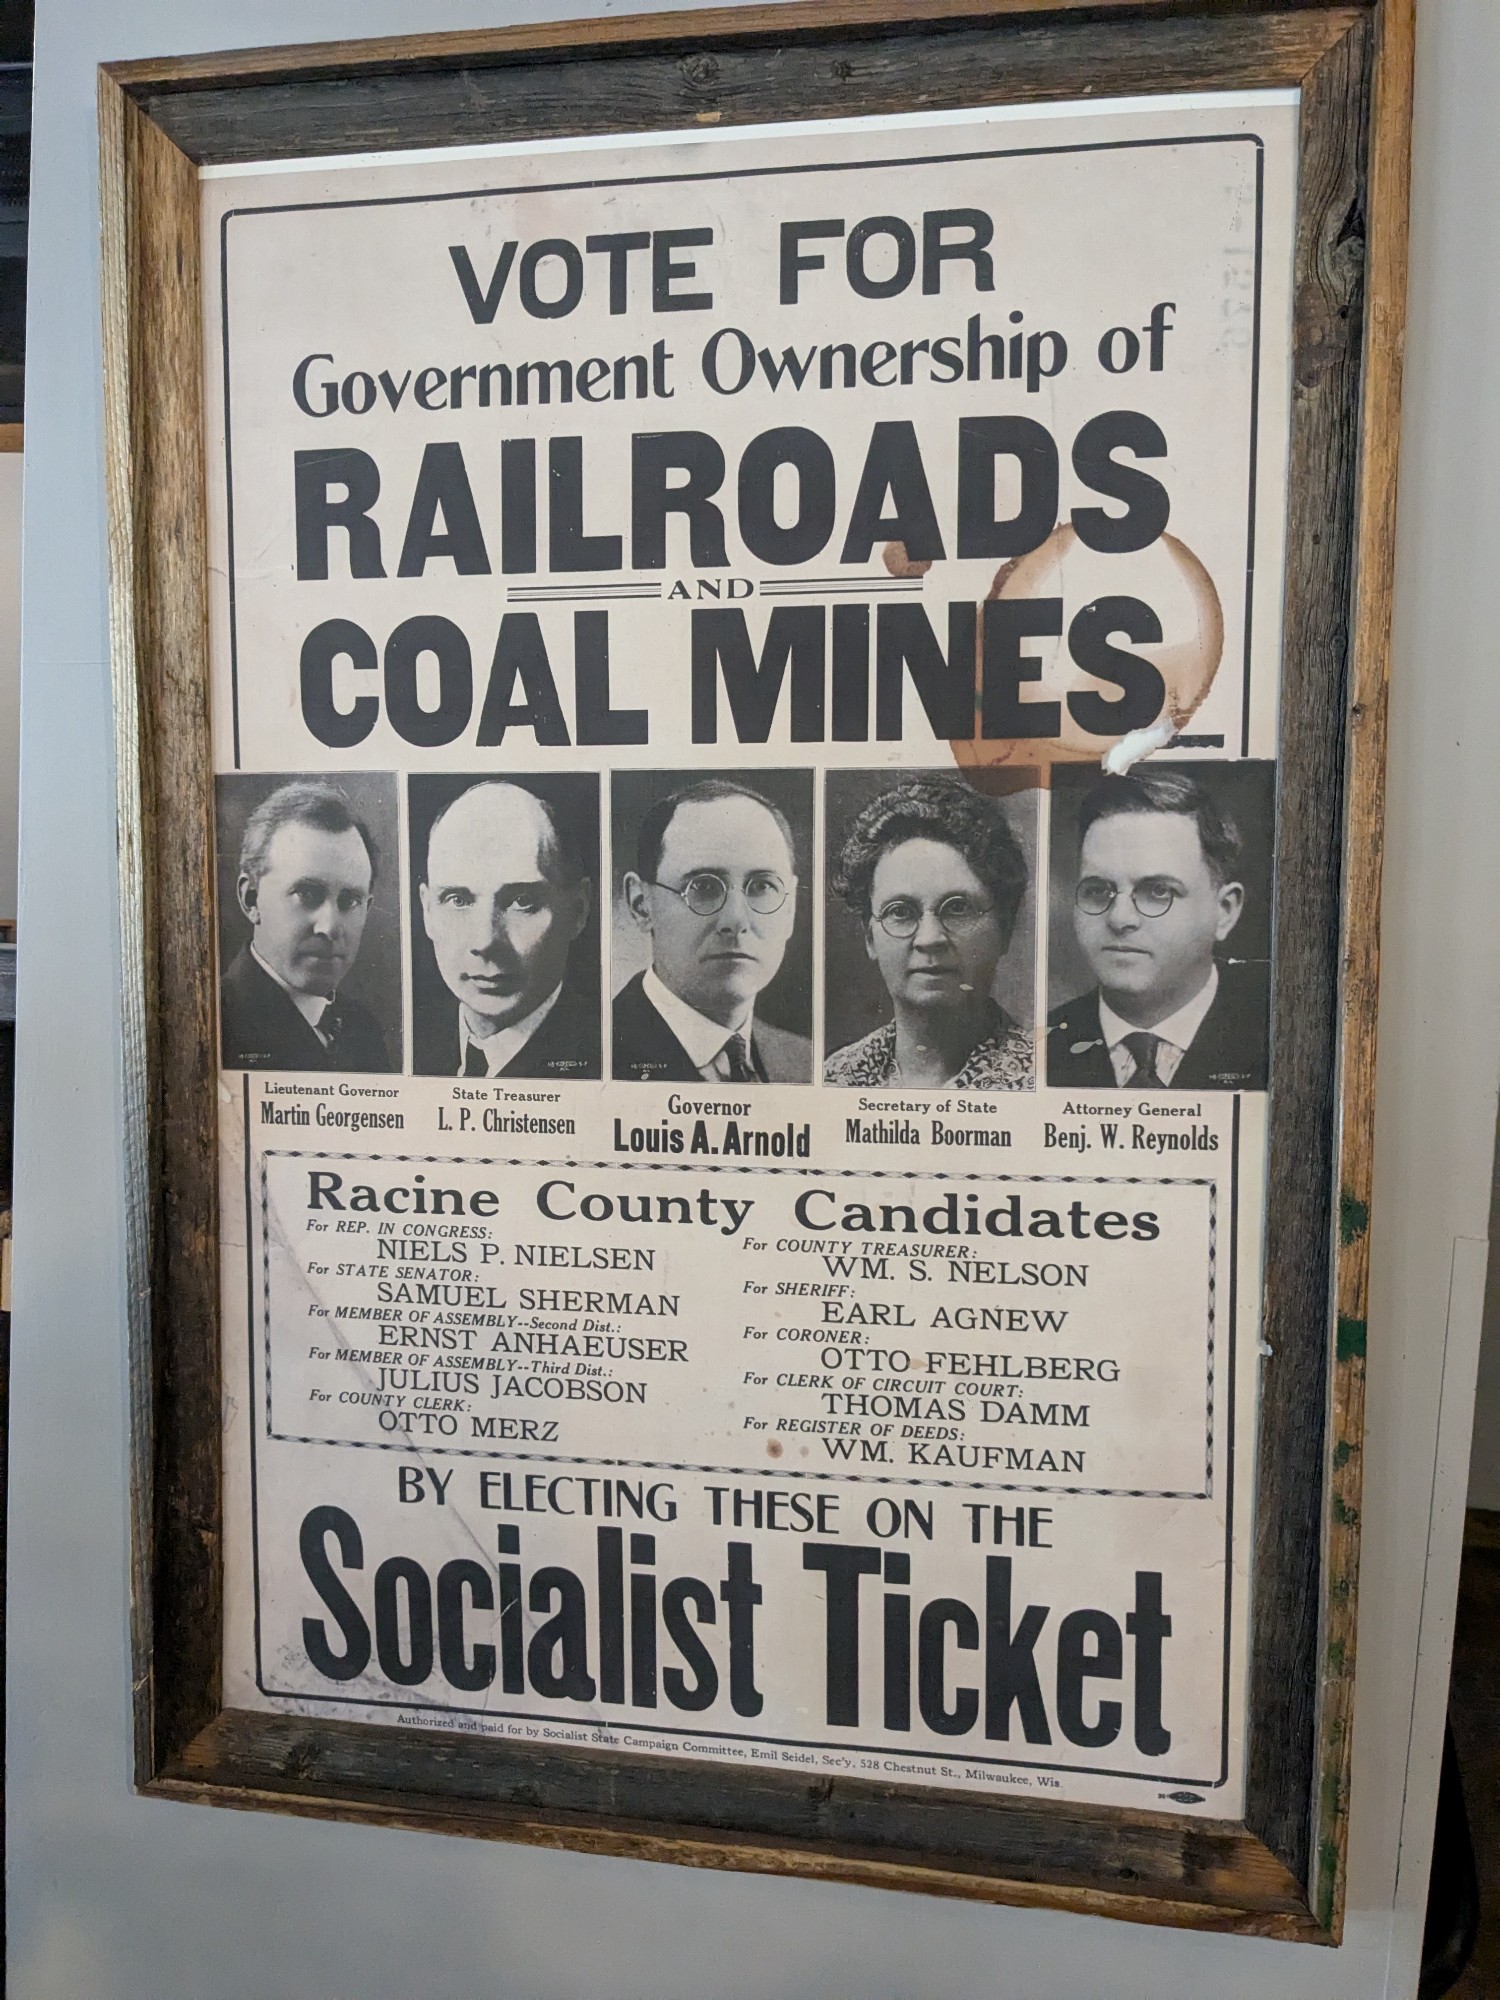 VOTE FOR
Government Ownership of
RAILROADS
AND
COAL MINES
Lieutenant Governor
Martin Georgensen
State Treasurer
L. P. Christensen
Governor
Louis A. Arnold
Secretary of State
Mathilda Boorman
Attorney General
Benj. W. Reynolds
Racine County Candidates
For REP. IN CONGRESS:
NIELS P. NIELSEN
For STATE SENATOR:
SAMUEL SHERMAN
For MEMBER OF ASSEMBLY--Second Dist.:
ERNST ANHAEUSER
For MEMBER OF ASSEMBLY--Third Dist.:
JULIUS JACOBSON
For COUNTY CLERK:
OTTO MERZ
For COUNTY TREASURER:
WM. S. NELSON
For SHERIFF:
EARL AGNEW
For CORONER:
OTTO FEHLBERG
For CLERK OF CIRCUIT COURT:
THOMAS DAMM
For REGISTER OF DEEDS:
WM. KAUFMAN
BY ELECTING THESE ON THE
Socialist Ticket
Authorized and paid for by Socialist State Campaign Committee, Emil Seidel, Sec'y, 528 Chestnut St., Milwaukee, Wis.